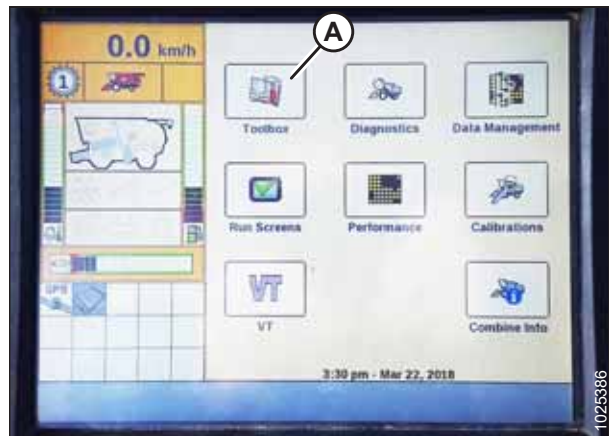 A
0.0 km/h
1
Toolbox
Diagnostics
Data Management
Run Screens
Performance
Calibrations
GPS
VT
VT
Combine Info
3:30 pm - Mar 22, 2018
1025386